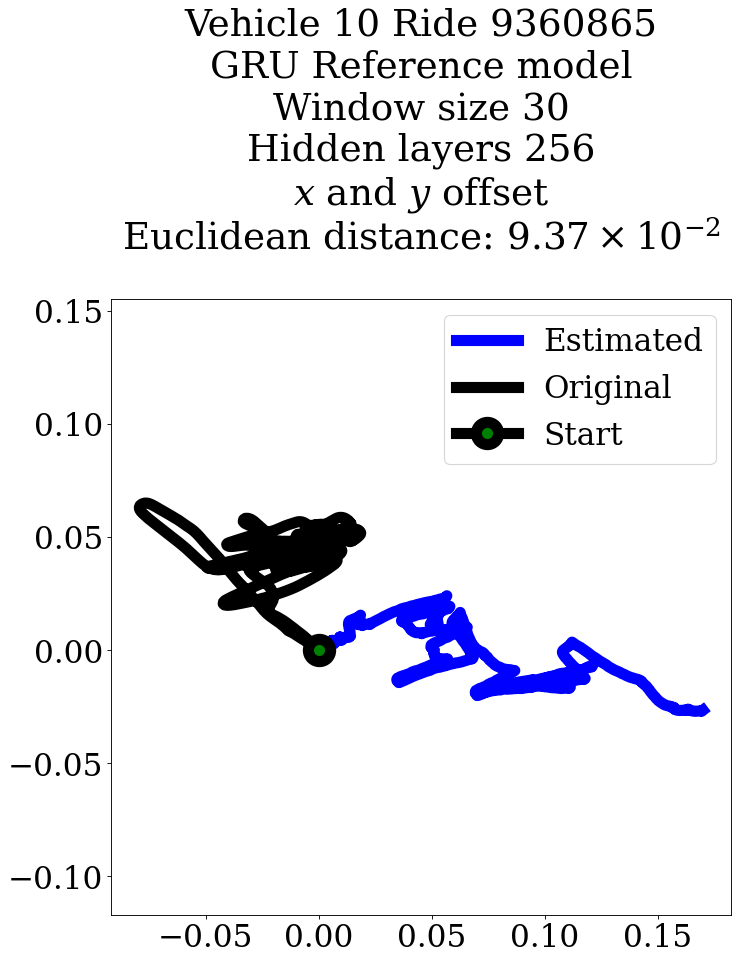 Vehicle 10 Ride 9360865
GRU Reference model
Window size 30
Hidden layers 256
x and y offset
Euclidean distance: 9.37 × 10⁻²
0.15
0.10
0.05
0.00
−0.05
−0.10
Estimated
Original
Start
−0.05 0.00 0.05 0.10 0.15